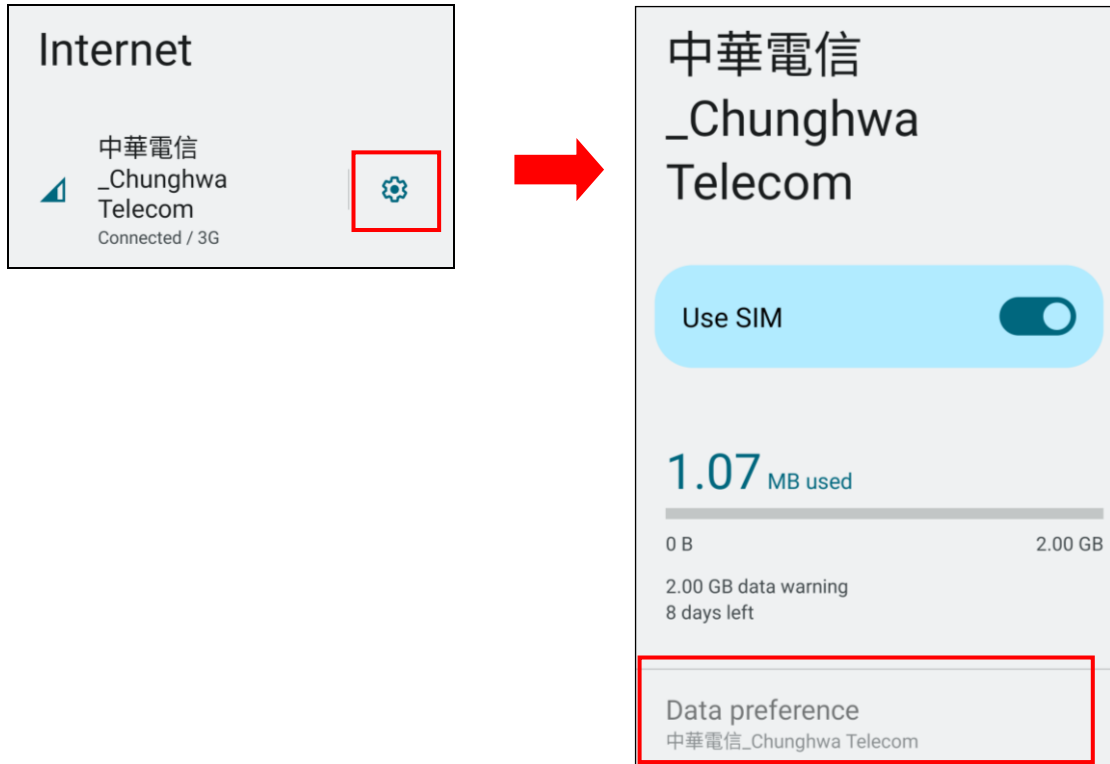 Internet
中華電信
_Chunghwa
Telecom
Connected / 3G
中華電信
_Chunghwa
Telecom
Use SIM
1.07 MB used
0 B 2.00 GB
2.00 GB data warning
8 days left
Data preference
中華電信_Chunghwa Telecom